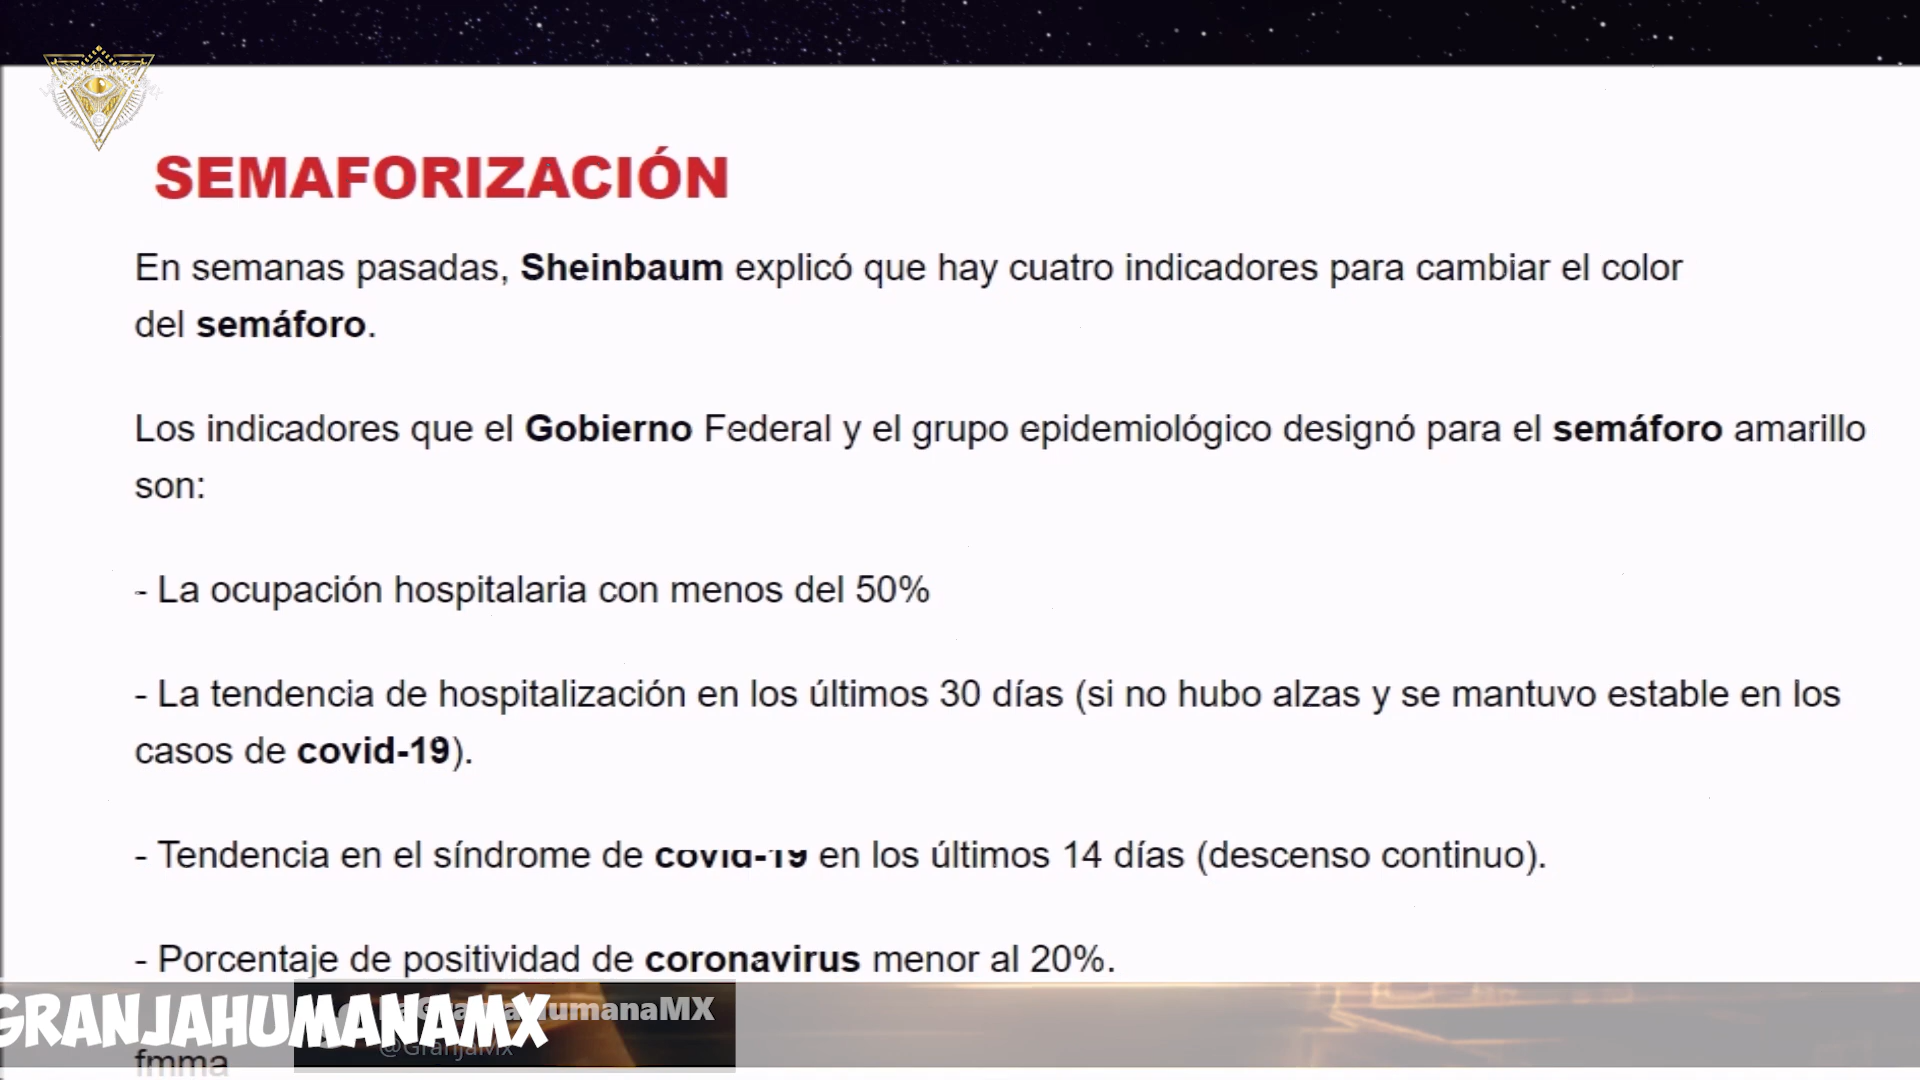 SEMAFORIZACIÓN
En semanas pasadas, Sheinbaum explicó que hay cuatro indicadores para cambiar el color
del semáforo.
Los indicadores que el Gobierno Federal y el grupo epidemiológico designó para el semáforo amarillo
son:
- La ocupación hospitalaria con menos del 50%
- La tendencia de hospitalización en los últimos 30 días (si no hubo alzas y se mantuvo estable en los
casos de covid-19).
- Tendencia en el síndrome de covid-19 en los últimos 14 días (descenso continuo).
- Porcentaje de positividad de coronavirus menor al 20%.
GRANJAHUMANAMX
HumanaMX
@GranjaMx
fmma